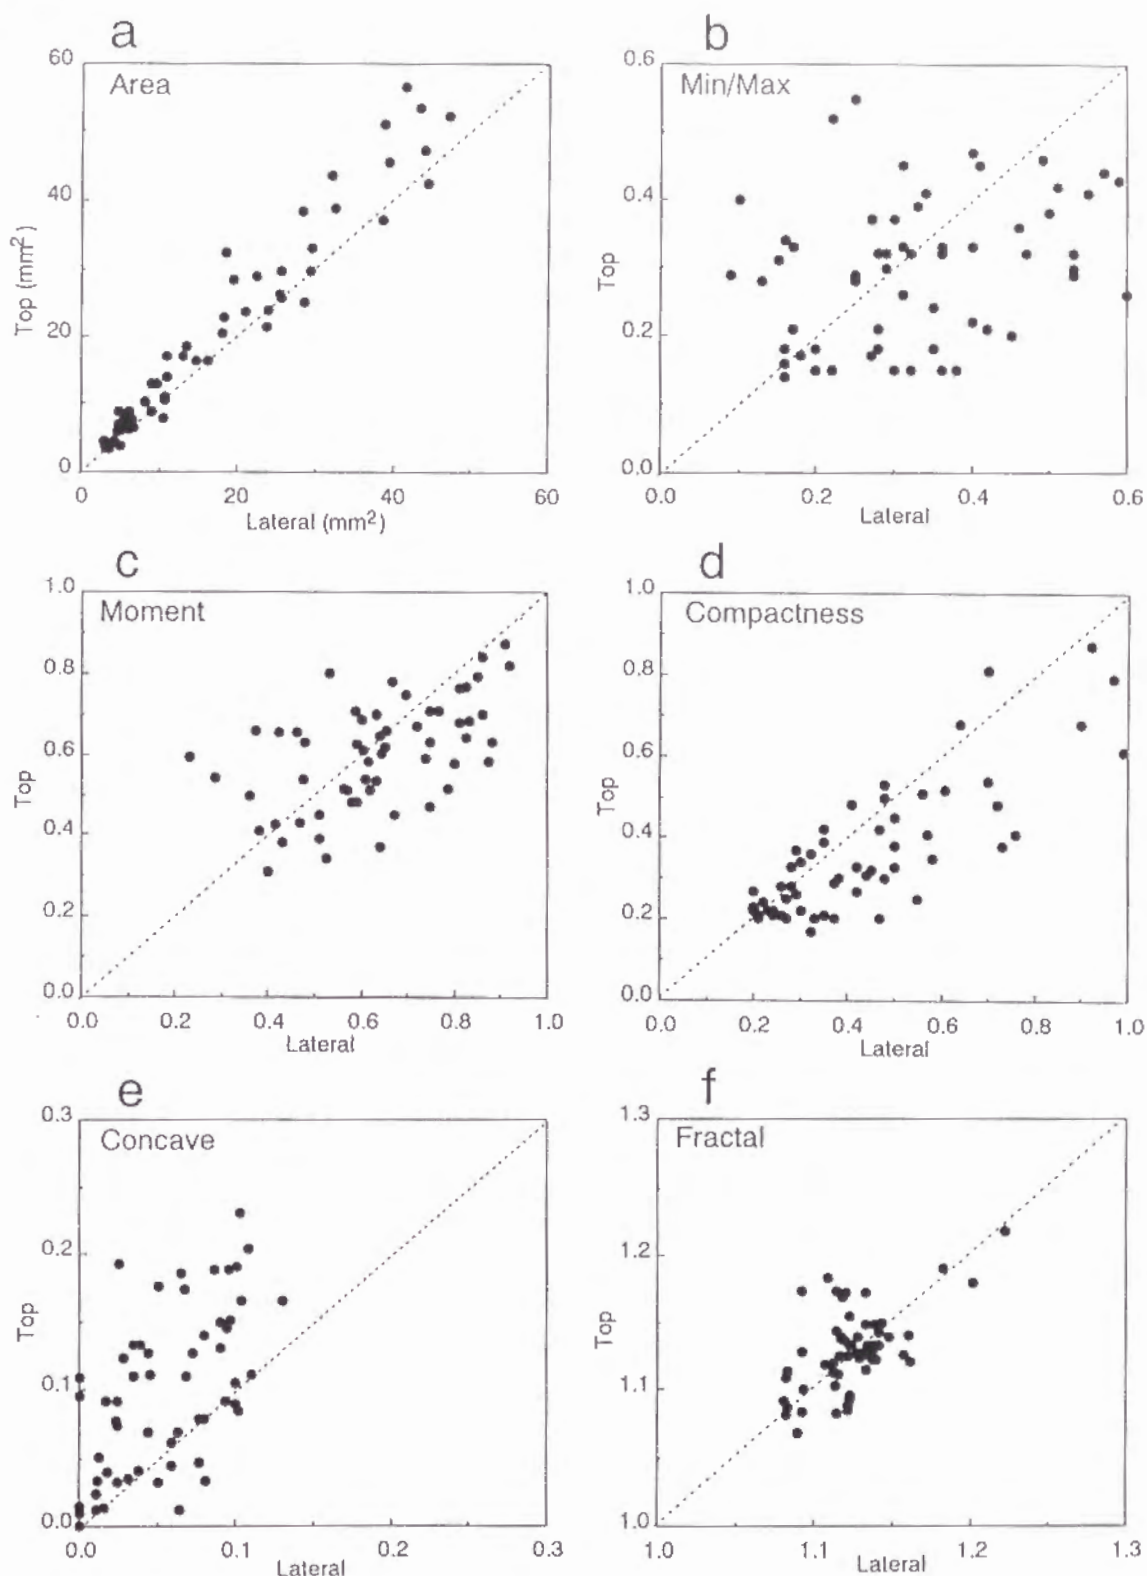 a
60
Area
40
Top (mm²)
20
0
0 20 40 60
Lateral (mm²)
b
0.6
Min/Max
0.4
Top
0.2
0.0
0.0 0.2 0.4 0.6
Lateral
c
1.0
Moment
0.8
0.6
Top
0.4
0.2
0.0
0.0 0.2 0.4 0.6 0.8 1.0
Lateral
d
1.0
Compactness
0.8
0.6
Top
0.4
0.2
0.0
0.0 0.2 0.4 0.6 0.8 1.0
Lateral
e
0.3
Concave
0.2
Top
0.1
0.0
0.0 0.1 0.2 0.3
Lateral
f
1.3
Fractal
1.2
Top
1.1
1.0
1.0 1.1 1.2 1.3
Lateral